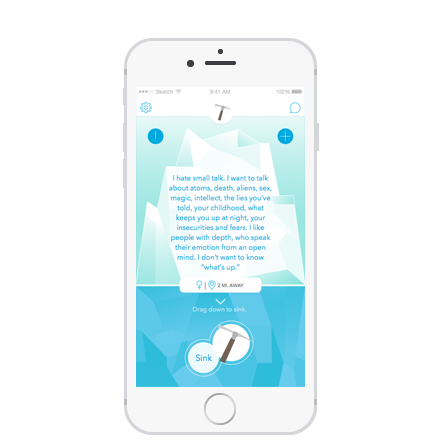 Sketch 9:41 AM 100%
I hate small talk. I want to talk
about atoms, death, aliens, sex,
magic, intellect, the lies you've
told, your childhood, what
keeps you up at night, your
insecurities and fears. I like
people with depth, who speak
their emotion from an open
mind. I don't want to know
"what's up."
2 MI. AWAY
Drag down to sink.
Sink